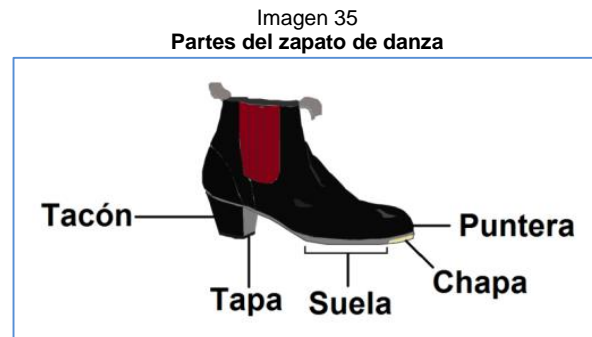 Imagen 35
Partes del zapato de danza
Tacón
Puntera
Chapa
Tapa
Suela